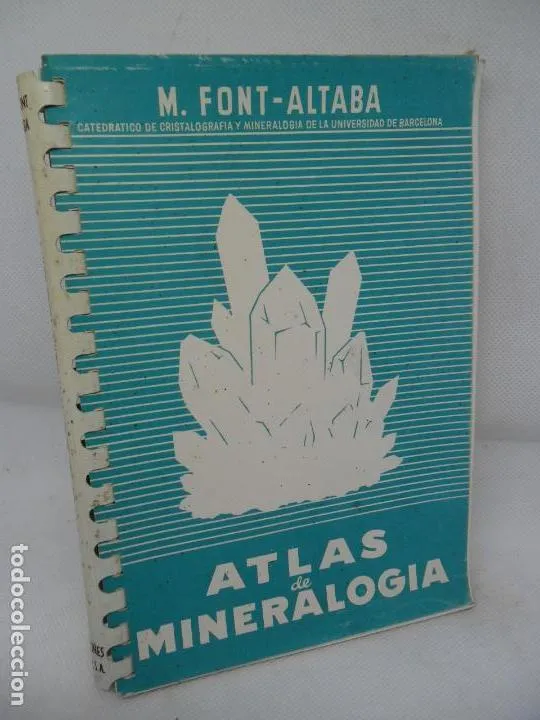 M. FONT-ALTABA
CATEDRATICO DE CRISTALOGRAFIA Y MINERALOGIA DE LA UNIVERSIDAD DE BARCELONA
ATLAS
de
MINERALOGIA
S.A.
todocoleccion